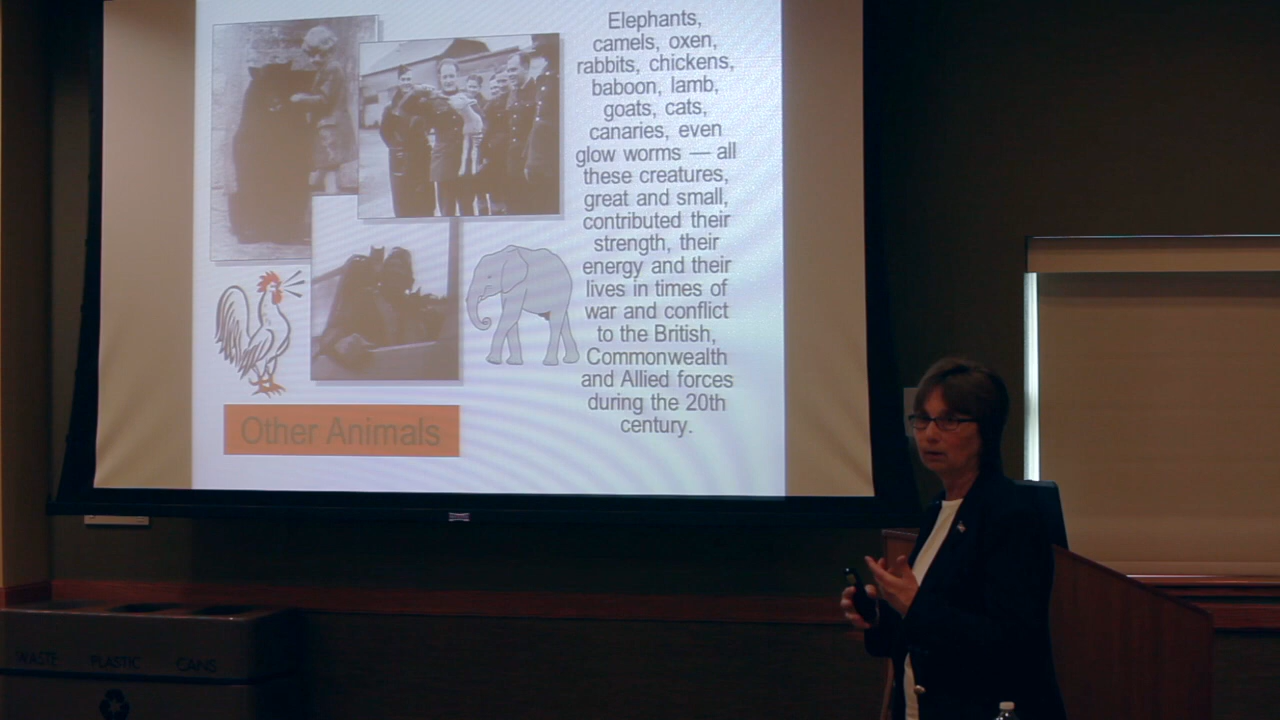 Elephants,
camels, oxen,
rabbits, chickens,
baboon, lamb,
goats, cats,
canaries, even
glow worms — all
these creatures,
great and small,
contributed their
strength, their
energy and their
lives in times of
war and conflict
to the British,
Commonwealth
and Allied forces
during the 20th
century.
Other Animals
WASTE PLASTIC CANS